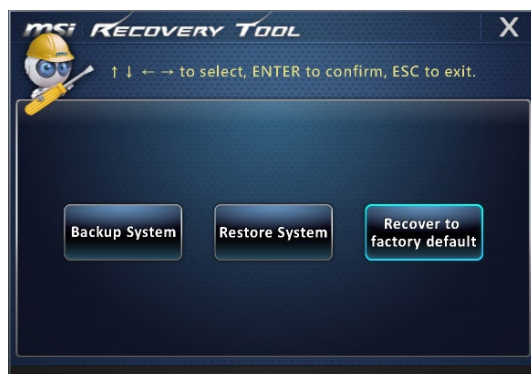 msi RECOVERY TOOL X
↑ ↓ ← → to select, ENTER to confirm, ESC to exit.
Backup System
Restore System
Recover to
factory default